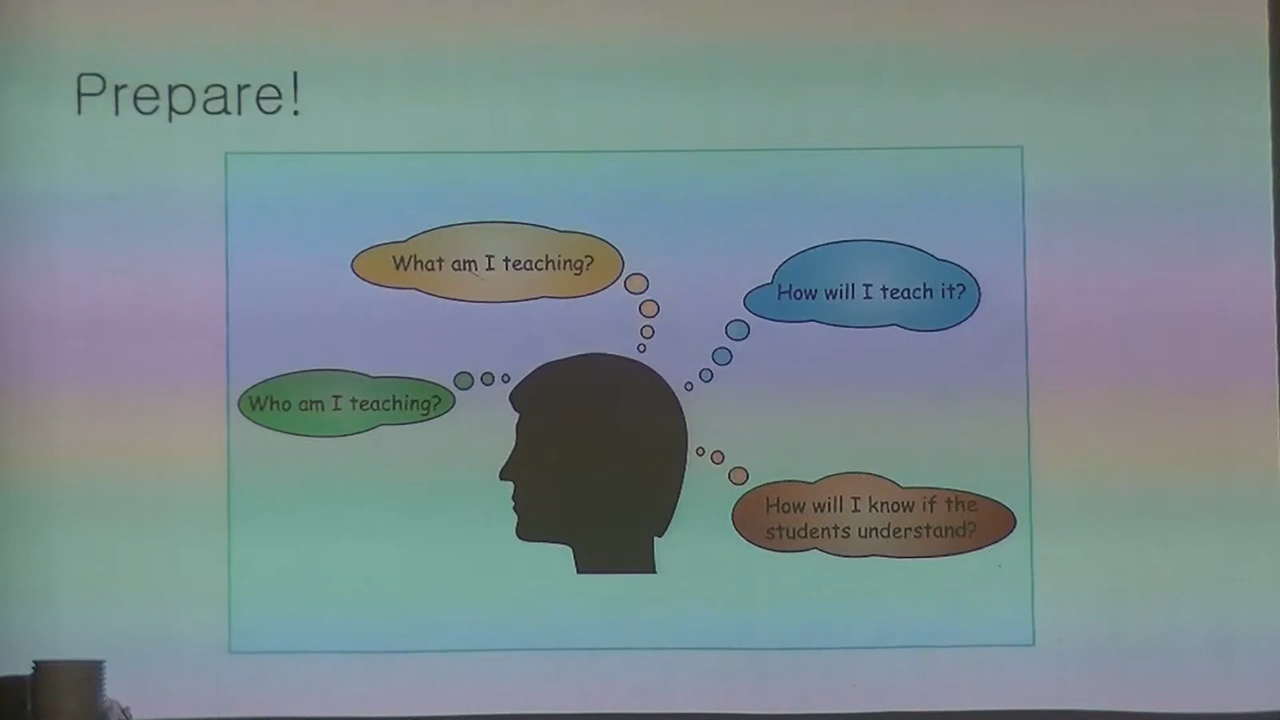 Prepare!
What am I teaching?
How will I teach it?
Who am I teaching?
How will I know if the
students understand?